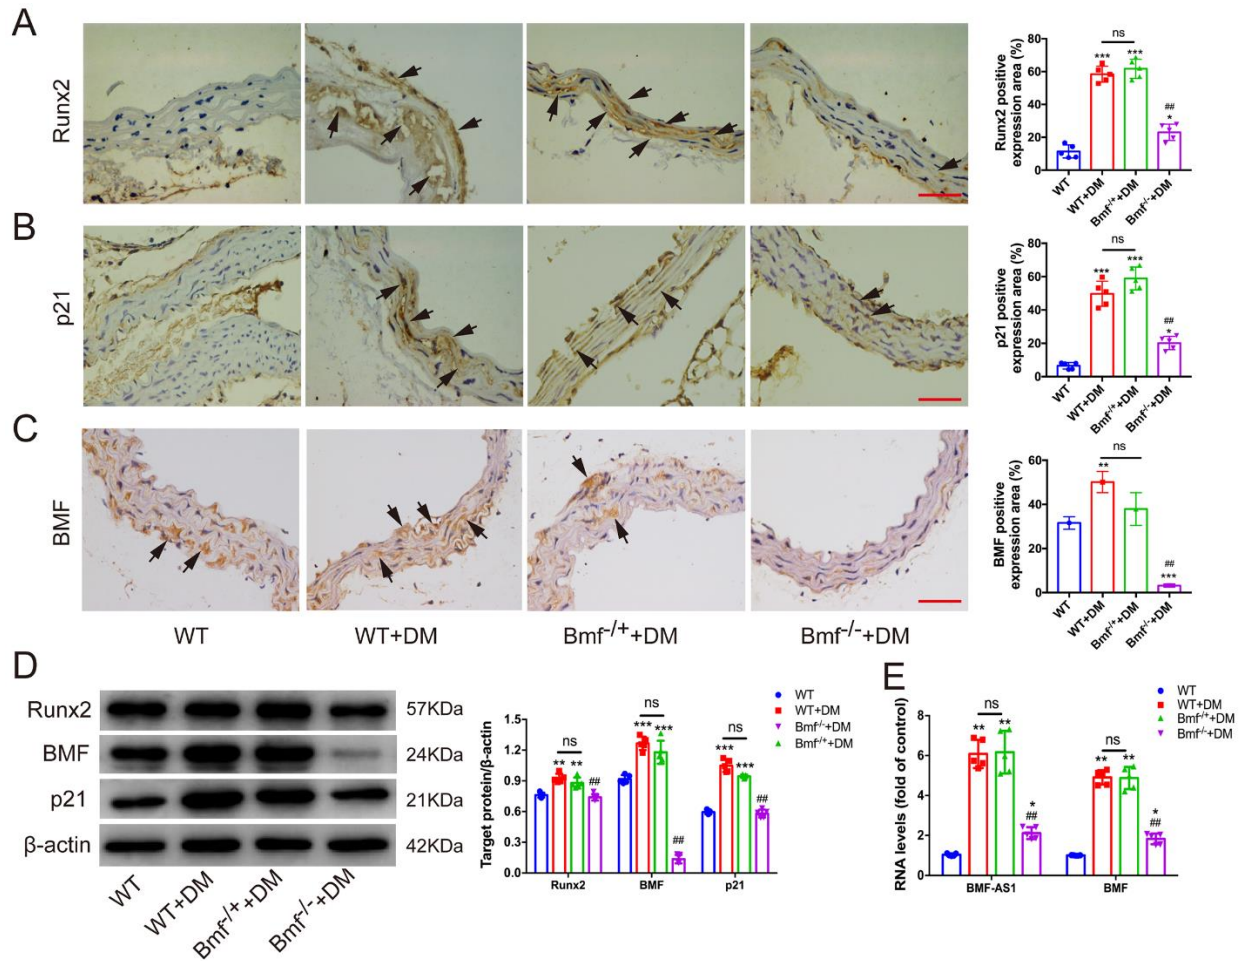 A
Runx2
Runx2 positive
expression area (%)
80
60
40
20
0
ns
***
***
##
*
WT
WT+DM
Bmf-/++DM
Bmf-/-+DM
B
p21
p21 positive
expression area (%)
80
60
40
20
0
ns
***
***
##
*
WT
WT+DM
Bmf-/++DM
Bmf-/-+DM
C
BMF
BMF positive
expression area (%)
60
40
20
0
ns
**
##
***
WT
WT+DM
Bmf-/++DM
Bmf-/-+DM
WT
WT+DM
Bmf-/++DM
Bmf-/-+DM
D
Runx2
57KDa
BMF
24KDa
p21
21KDa
β-actin
42KDa
WT
WT+DM
Bmf-/++DM
Bmf-/-+DM
Target protein/β-actin
1.5
1.2
0.9
0.6
0.3
0.0
ns
** **
##
ns
*** ***
##
ns
***
***
##
Runx2
BMF
p21
WT
WT+DM
Bmf-/-+DM
Bmf-/++DM
E
RNA levels (fold of control)
8
6
4
2
0
ns
** **
*
##
ns
** **
*
##
BMF-AS1
BMF
WT
WT+DM
Bmf-/++DM
Bmf-/-+DM